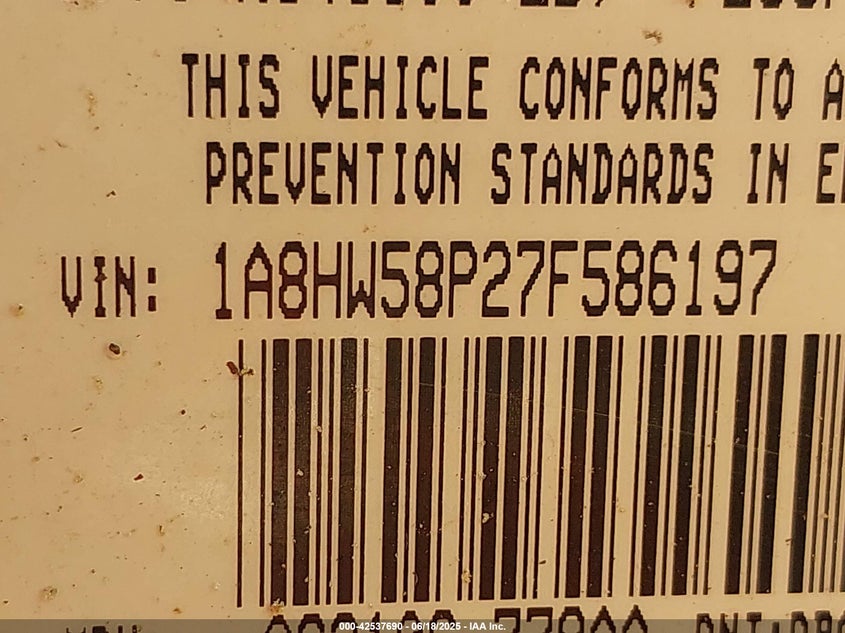 THIS VEHICLE CONFORMS TO A
PREVENTION STANDARDS IN E
VIN: 1A8HW58P27F586197
000-42537690 - 06/18/2025 - IAA Inc.